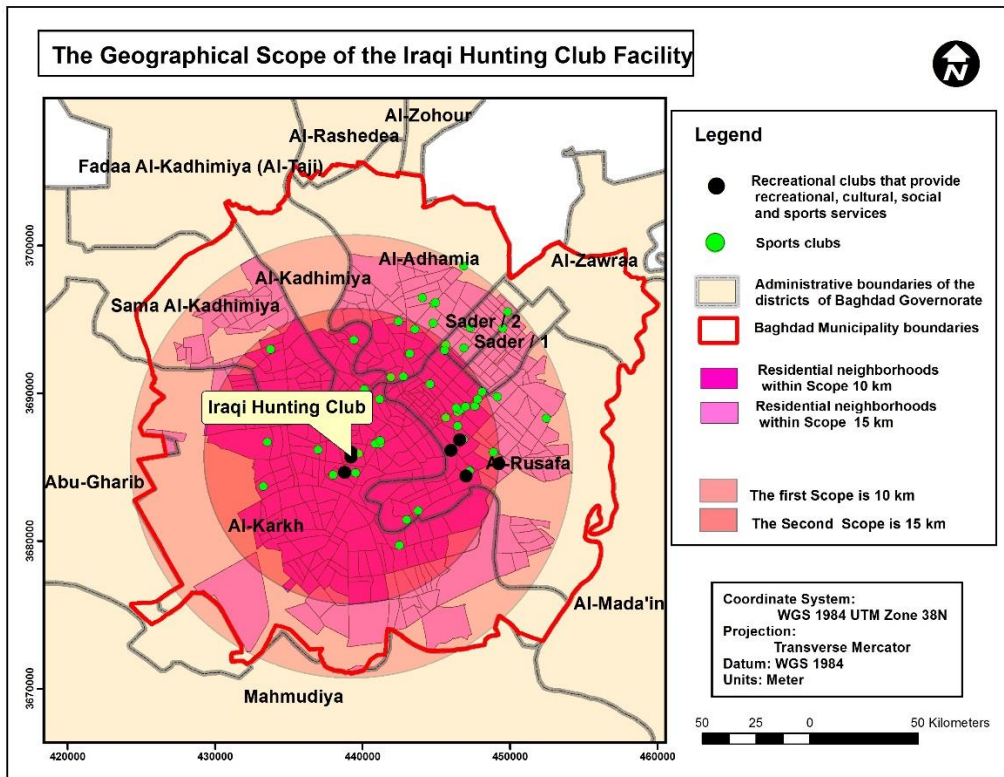 The Geographical Scope of the Iraqi Hunting Club Facility
N
Al-Zohour
Al-Rashedea
Fadaa Al-Kadhimiya (Al-Taji)
Al-Adhamia
Al-Zawraa
Al-Kadhimiya
Sama Al-Kadhimiya
Sader / 2
Sader / 1
Iraqi Hunting Club
Al-Rusafa
Abu-Gharib
Al-Karkh
Al-Mada'in
Mahmudiya
3700000
3690000
3680000
3670000
420000
430000
440000
450000
460000
Legend
Recreational clubs that provide
recreational, cultural, social
and sports services
Sports clubs
Administrative boundaries of the
districts of Baghdad Governorate
Baghdad Municipality boundaries
Residential neighborhoods
within Scope 10 km
Residential neighborhoods
within Scope 15 km
The first Scope is 10 km
The Second Scope is 15 km
Coordinate System:
WGS 1984 UTM Zone 38N
Projection:
Transverse Mercator
Datum: WGS 1984
Units: Meter
50 25 0 50 Kilometers